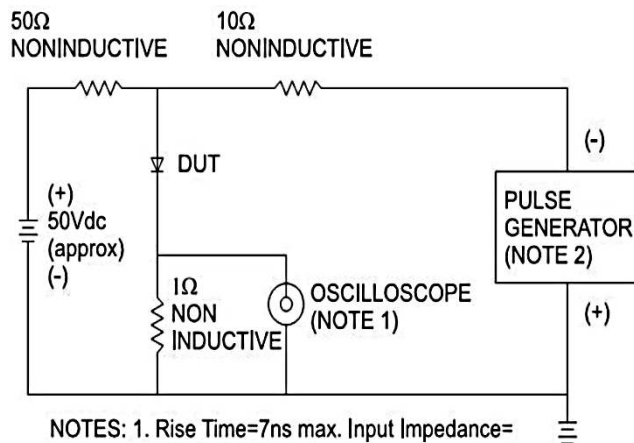 50Ω
NONINDUCTIVE
10Ω
NONINDUCTIVE
DUT
(+)
50Vdc
(approx)
(-)
1Ω
NON
INDUCTIVE
OSCILLOSCOPE
(NOTE 1)
(-)
PULSE
GENERATOR
(NOTE 2)
(+)
NOTES: 1. Rise Time=7ns max. Input Impedance=